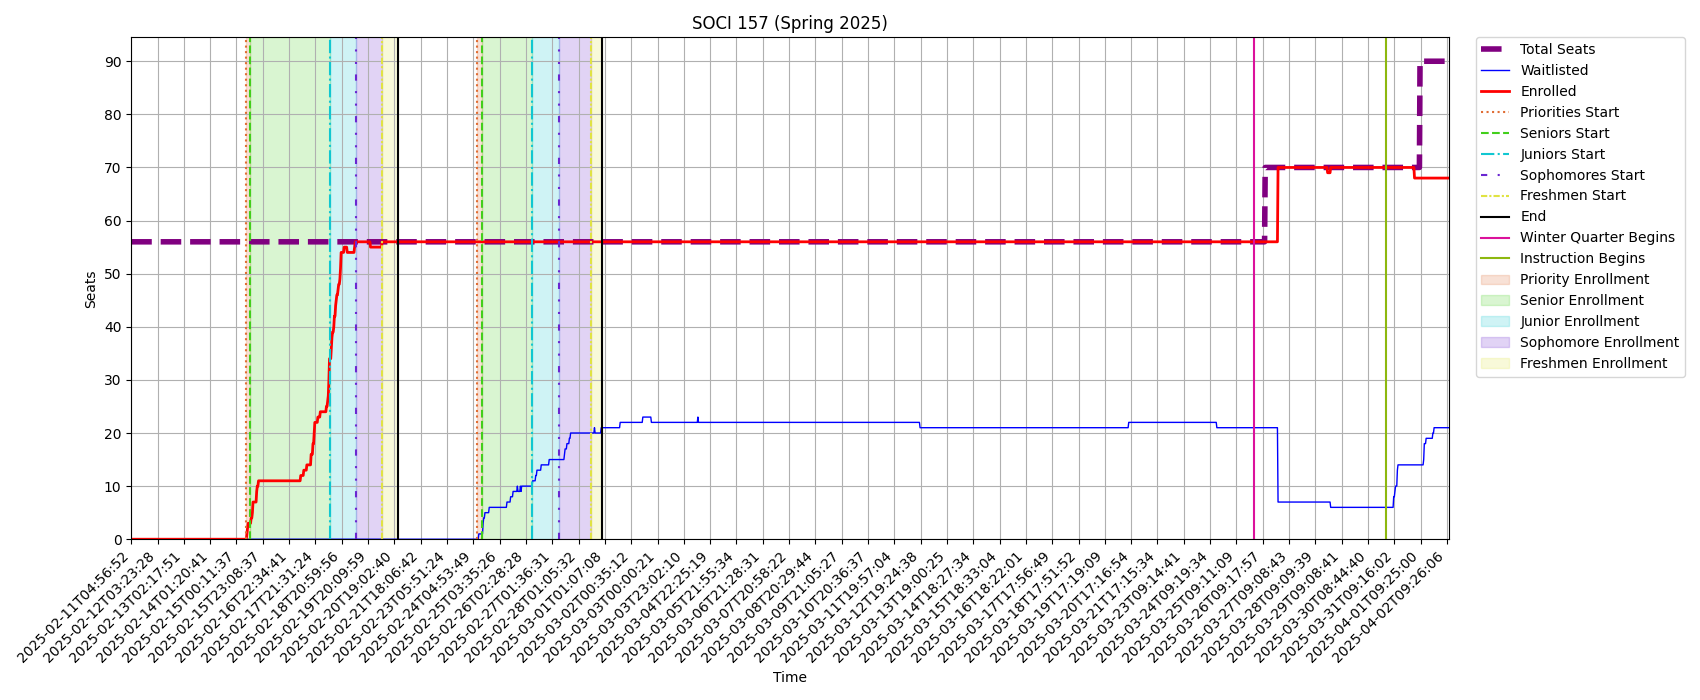 SOCI 157 (Spring 2025)
90
80
70
60
50
40
30
20
10
0
Seats
2025-02-11T04:56:52
2025-02-12T03:23:28
2025-02-13T02:17:51
2025-02-14T01:20:41
2025-02-15T00:11:37
2025-02-15T23:08:37
2025-02-16T22:34:41
2025-02-17T21:31:24
2025-02-18T20:59:56
2025-02-19T20:09:59
2025-02-20T19:02:40
2025-02-21T18:06:42
2025-02-23T05:51:24
2025-02-24T04:53:49
2025-02-25T03:35:26
2025-02-26T02:28:28
2025-02-27T01:36:31
2025-02-28T01:05:32
2025-03-01T01:07:08
2025-03-02T00:35:12
2025-03-03T00:00:21
2025-03-03T23:02:10
2025-03-04T22:25:19
2025-03-05T21:55:34
2025-03-06T21:28:31
2025-03-07T20:58:22
2025-03-08T20:29:44
2025-03-09T21:05:27
2025-03-10T20:36:37
2025-03-11T19:57:04
2025-03-12T19:24:38
2025-03-13T19:00:25
2025-03-14T18:27:34
2025-03-15T18:33:04
2025-03-16T18:22:01
2025-03-17T17:56:49
2025-03-18T17:51:52
2025-03-19T17:19:09
2025-03-20T17:16:54
2025-03-21T17:15:34
2025-03-23T09:14:41
2025-03-24T09:19:34
2025-03-25T09:11:09
2025-03-26T09:17:57
2025-03-27T09:08:43
2025-03-28T09:09:39
2025-03-29T09:08:41
2025-03-30T08:44:40
2025-03-31T09:16:02
2025-04-01T09:25:00
2025-04-02T09:26:06
Time
Total Seats
Waitlisted
Enrolled
Priorities Start
Seniors Start
Juniors Start
Sophomores Start
Freshmen Start
End
Winter Quarter Begins
Instruction Begins
Priority Enrollment
Senior Enrollment
Junior Enrollment
Sophomore Enrollment
Freshmen Enrollment